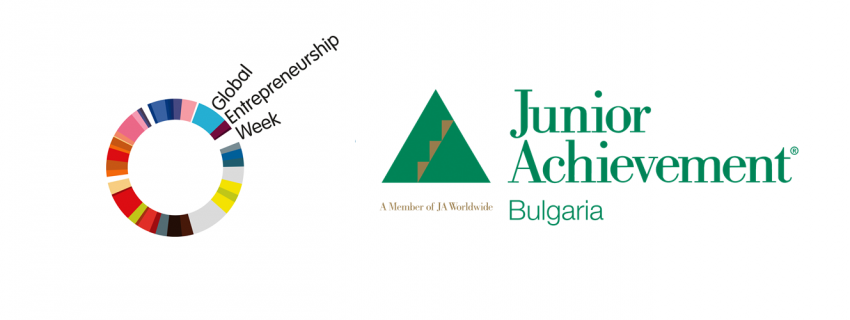 Global
Entrepreneurship
Week
Junior
Achievement®
A Member of JA Worldwide
Bulgaria